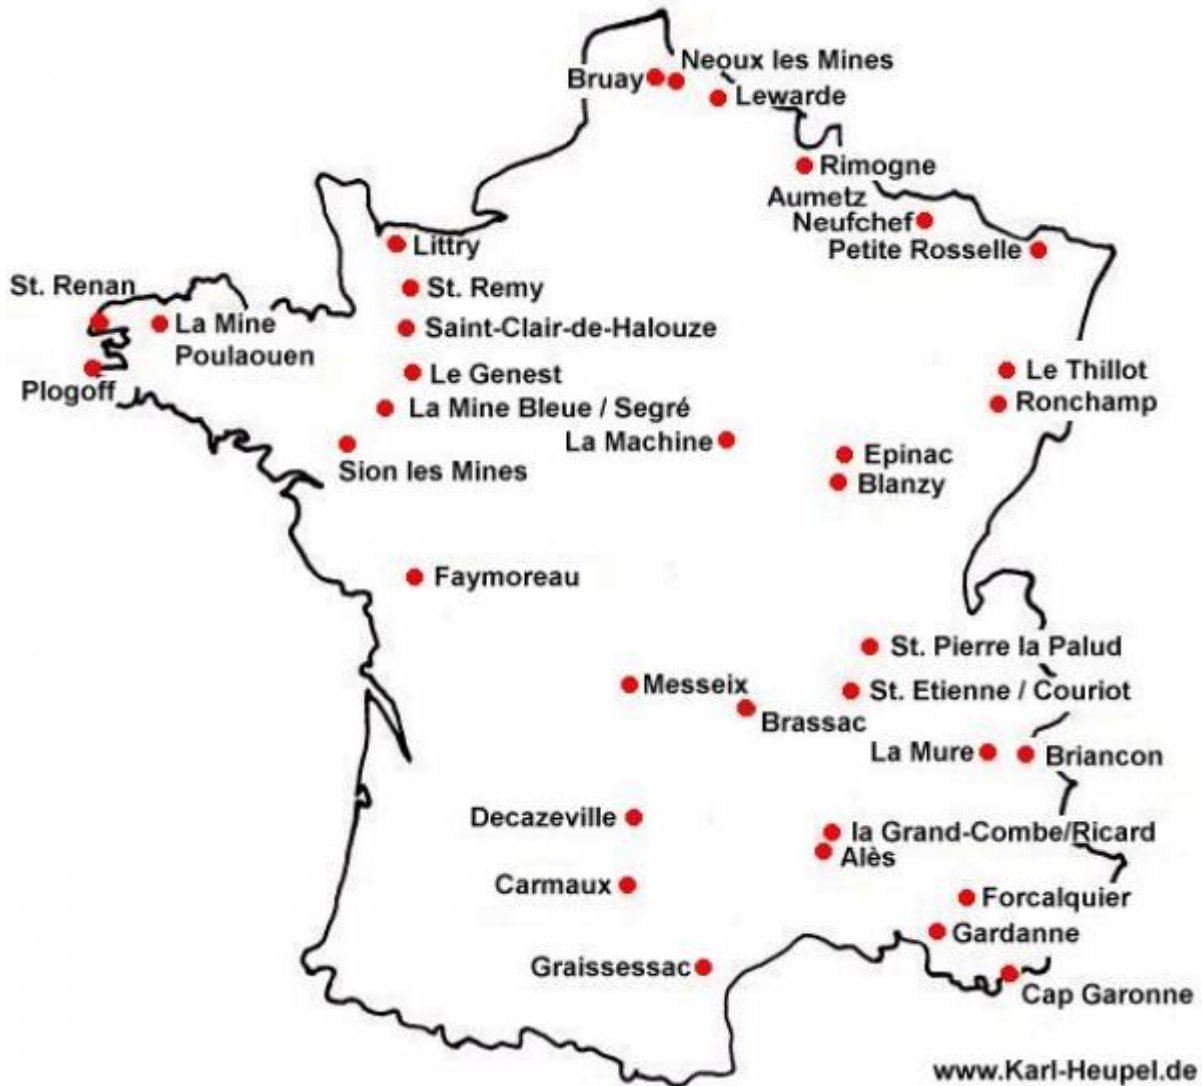 Neoux les Mines
Bruay
Lewarde
Rimogne
Aumetz
Neufchef
Petite Rosselle
Littry
St. Remy
St. Renan
La Mine
Poulaouen
Saint-Clair-de-Halouze
Plogoff
Le Genest
Le Thillot
La Mine Bleue / Segré
Ronchamp
La Machine
Sion les Mines
Epinac
Blanzy
Faymoreau
St. Pierre la Palud
Messeix
St. Etienne / Couriot
Brassac
La Mure
Briancon
Decazeville
la Grand-Combe/Ricard
Alès
Carmaux
Forcalquier
Gardanne
Graissessac
Cap Garonne
www.Karl-Heupel.de